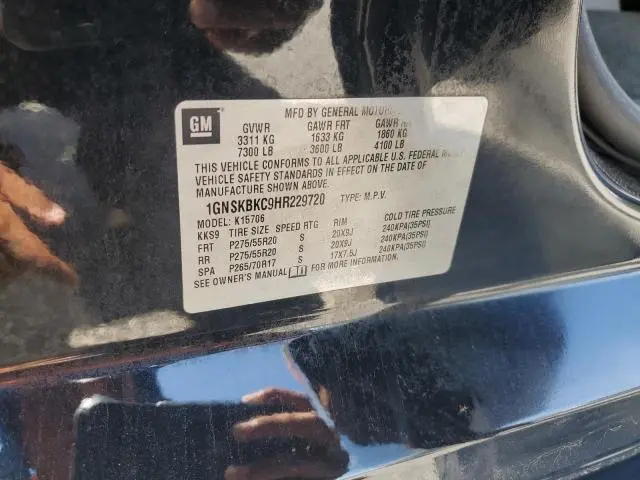 GM
MFD BY GENERAL MOTORS
GVWR GAWR FRT GAWR
3311 KG 1633 KG 1860 KG
7300 LB 3600 LB 4100 LB
THIS VEHICLE CONFORMS TO ALL APPLICABLE U.S. FEDERAL
VEHICLE SAFETY STANDARDS IN EFFECT ON THE DATE OF
MANUFACTURE SHOWN ABOVE.
1GNSKBKC9HR229720 TYPE: M.P.V.
MODEL: K15706
KKS9 TIRE SIZE SPEED RTG RIM COLD TIRE PRESSURE
FRT P275/55R20 S 20X9J 240KPA(35PSI)
RR P275/55R20 S 20X9J 240KPA(35PSI)
SPA P265/70R17 S 17X7.5J 240KPA(35PSI)
SEE OWNER'S MANUAL FOR MORE INFORMATION.